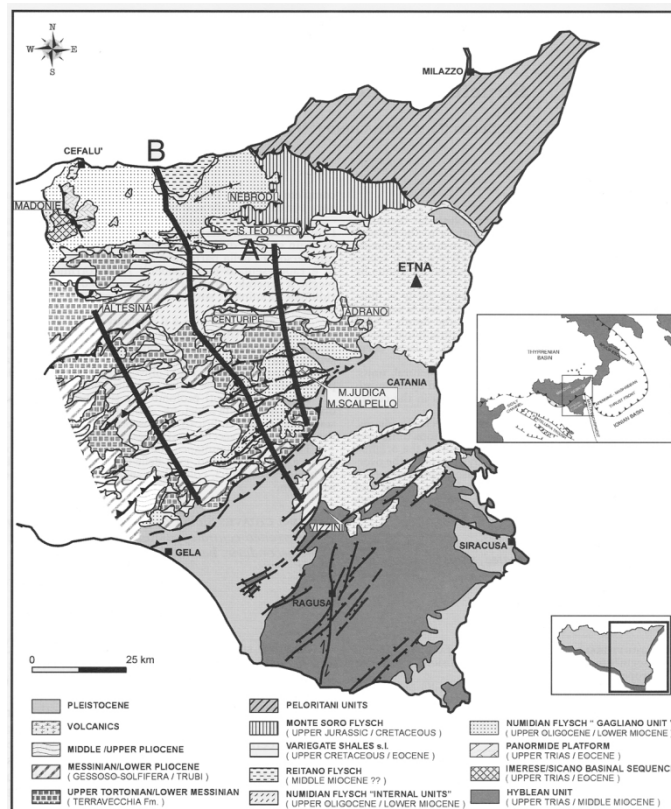 N
W E
S
MILAZZO
CEFALU'
B
NEBRODI
MADONIE
S.TEODORO
A
ETNA
C
ALTESINA
CENTURIPE
ADRANO
TYRHENIAN
BASIN
IONIAN BASIN
CATANIA
M.JUDICA
M.SCALPELLO
VIZZINI
GELA
SIRACUSA
RAGUSA
0 25 km
PLEISTOCENE
VOLCANICS
MIDDLE /UPPER PLIOCENE
MESSINIAN/LOWER PLIOCENE
( GESSOSO-SOLFIFERA / TRUBI )
UPPER TORTONIAN/LOWER MESSINIAN
( TERRAVECCHIA Fm. )
PELORITANI UNITS
MONTE SORO FLYSCH
( UPPER JURASSIC / CRETACEOUS )
VARIEGATE SHALES s.l.
( UPPER CRETACEOUS / EOCENE )
REITANO FLYSCH
( MIDDLE MIOCENE ?? )
NUMIDIAN FLYSCH "INTERNAL UNITS"
( UPPER OLIGOCENE / LOWER MIOCENE )
NUMIDIAN FLYSCH " GAGLIANO UNIT "
( UPPER OLIGOCENE / LOWER MIOCENE )
PANORMIDE PLATFORM
( UPPER TRIAS / EOCENE )
IMERESE/SICANO BASINAL SEQUENC
( UPPER TRIAS / EOCENE )
HYBLEAN UNIT
( UPPER TRIAS / MIDDLE MIOCENE )